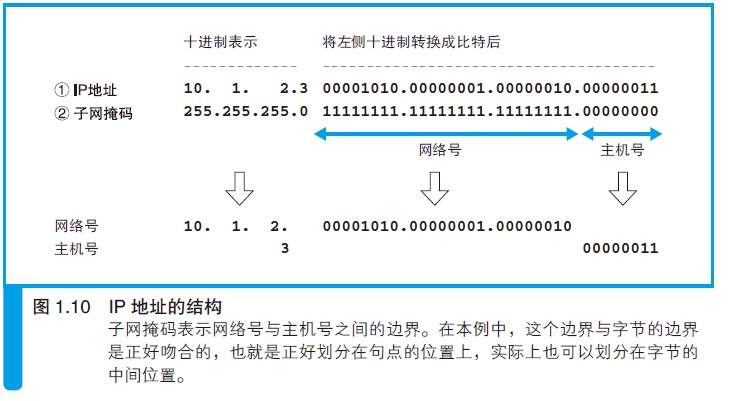 十进制表示 将左侧十进制转换成比特后
① IP地址 10. 1. 2.3 00001010.00000001.00000010.00000011
② 子网掩码 255.255.255.0 11111111.11111111.11111111.00000000
网络号 主机号
网络号 10. 1. 2. 00001010.00000001.00000010
主机号 3 00000011
图 1.10 IP 地址的结构
子网掩码表示网络号与主机号之间的边界。在本例中，这个边界与字节的边界
是正好吻合的，也就是正好划分在句点的位置上，实际上也可以划分在字节的
中间位置。